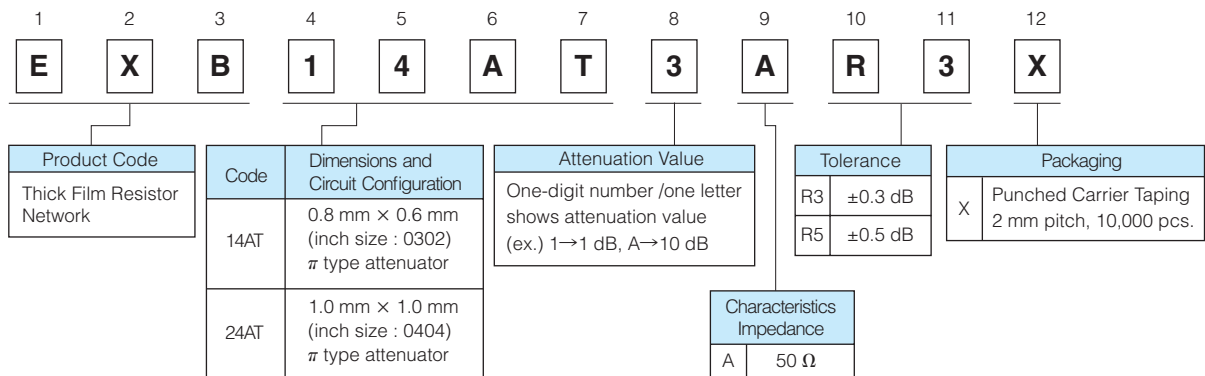 1 2 3 4 5 6 7 8 9 10 11 12
E X B 1 4 A T 3 A R 3 X
Product Code
Thick Film Resistor
Network
Code
Dimensions and
Circuit Configuration
14AT
0.8 mm × 0.6 mm
(inch size : 0302)
π type attenuator
24AT
1.0 mm × 1.0 mm
(inch size : 0404)
π type attenuator
Attenuation Value
One-digit number /one letter
shows attenuation value
(ex.) 1→1 dB, A→10 dB
Characteristics
Impedance
A 50 Ω
Tolerance
R3 ±0.3 dB
R5 ±0.5 dB
Packaging
X
Punched Carrier Taping
2 mm pitch, 10,000 pcs.